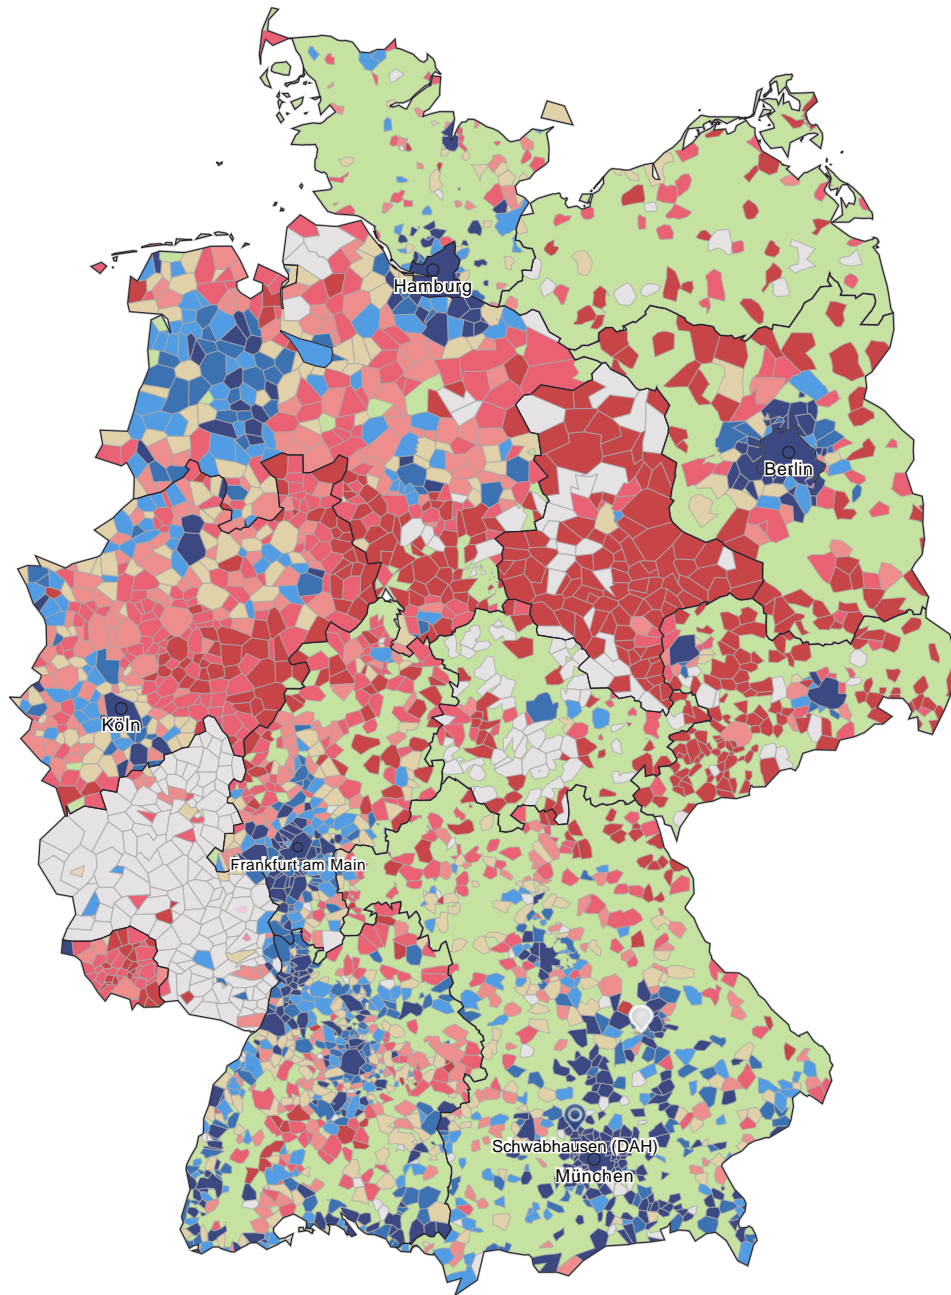 Hamburg
Berlin
Köln
Frankfurt am Main
Schwabhausen (DAH)
München